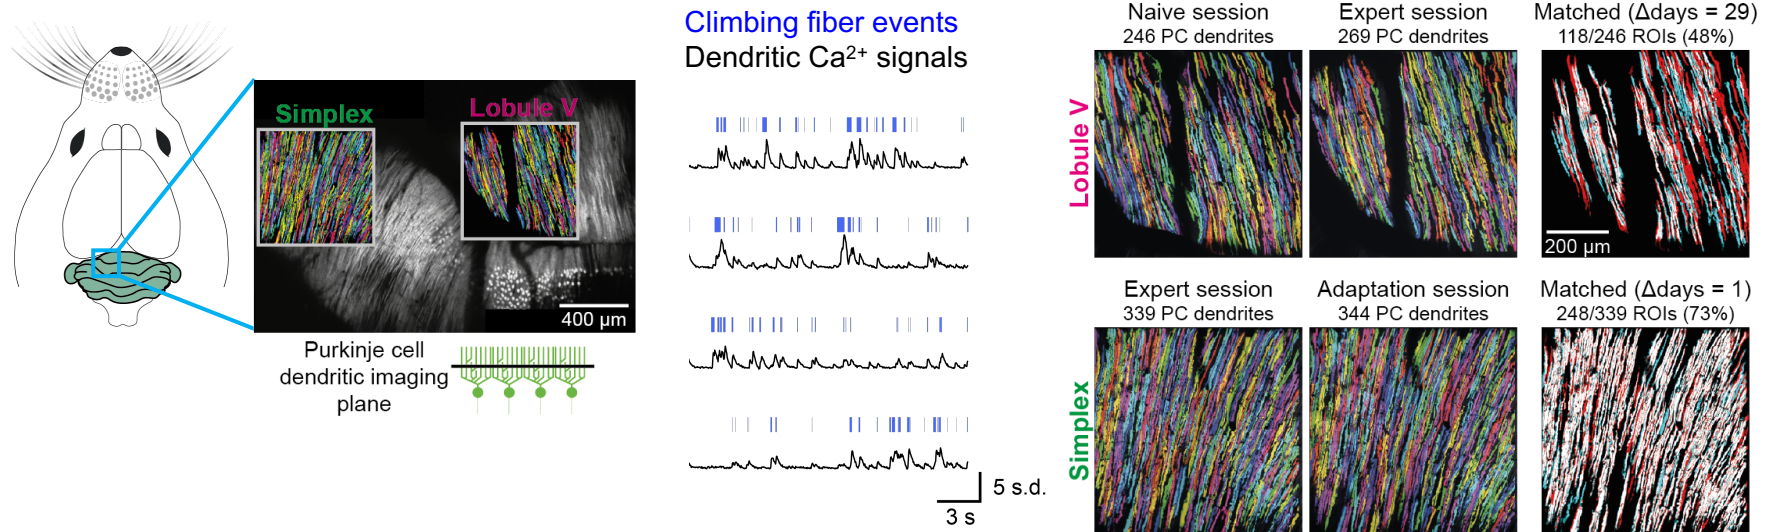 Simplex
Lobule V
400 µm
Purkinje cell
dendritic imaging
plane
Climbing fiber events
Dendritic Ca²⁺ signals
5 s.d.
3 s
Lobule V
Naive session
246 PC dendrites
Expert session
269 PC dendrites
Matched (Δdays = 29)
118/246 ROIs (48%)
200 µm
Simplex
Expert session
339 PC dendrites
Adaptation session
344 PC dendrites
Matched (Δdays = 1)
248/339 ROIs (73%)